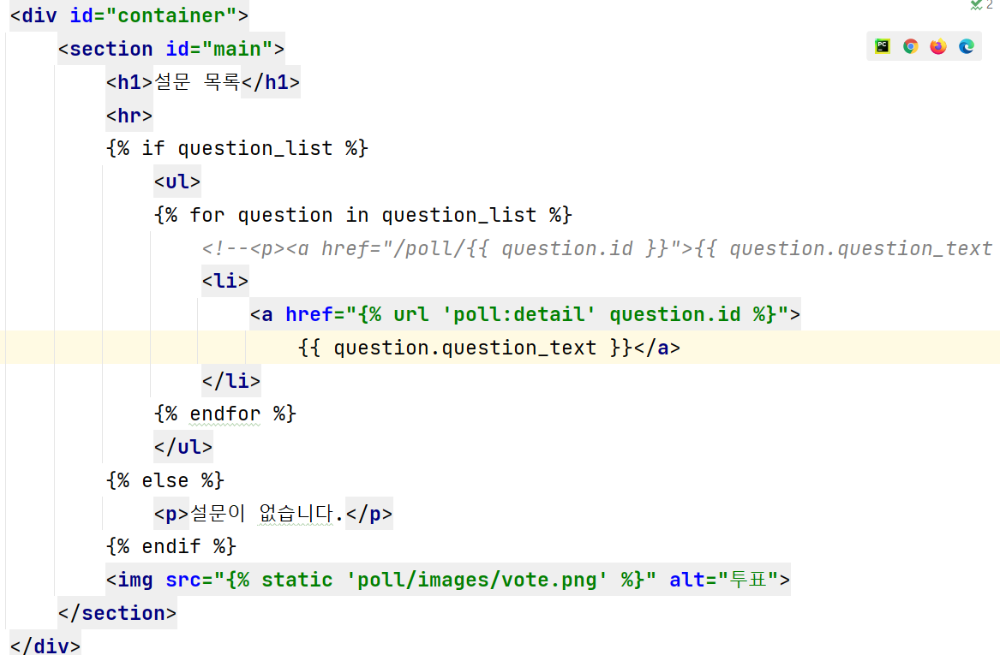 <div id="container">
<section id="main">
<h1>설문 목록</h1>
<hr>
{% if question_list %}
<ul>
{% for question in question_list %}
<!--<p><a href="/poll/{{ question.id }}">{{ question.question_text
<li>
<a href="{% url 'poll:detail' question.id %}">
{{ question.question_text }}</a>
</li>
{% endfor %}
</ul>
{% else %}
<p>설문이 없습니다.</p>
{% endif %}
<img src="{% static 'poll/images/vote.png' %}" alt="투표">
</section>
</div>
2
PC